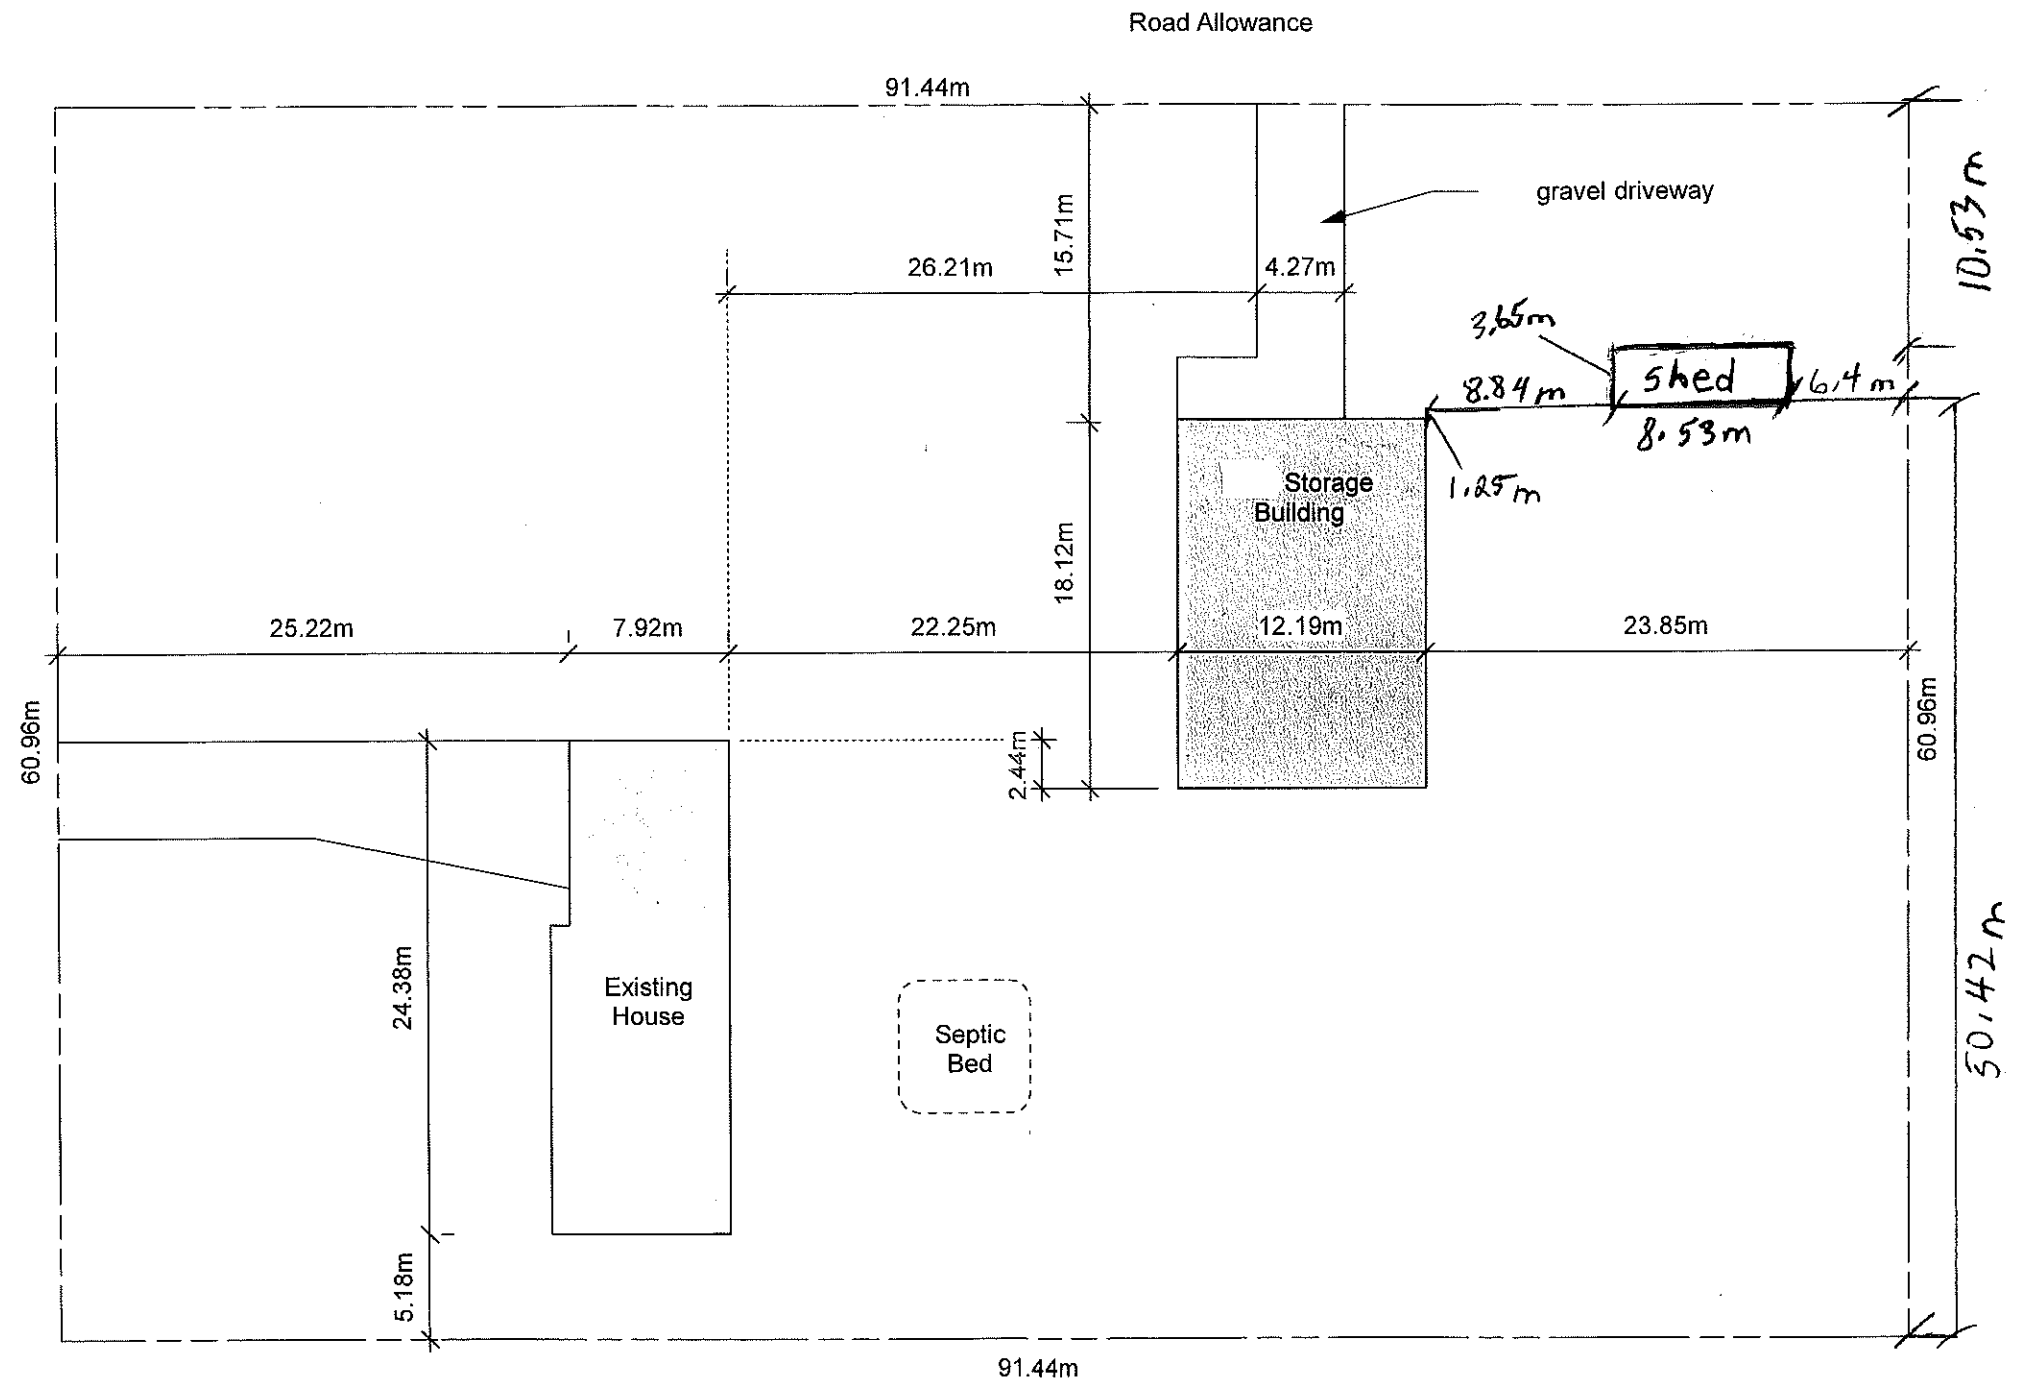 Road Allowance
91.44m
10.53m
gravel driveway
15.71m
26.21m
4.27m
3.65m
shed
6.4m
8.84m
8.53m
1.25m
Storage
Building
18.12m
25.22m
7.92m
22.25m
12.19m
23.85m
60.96m
60.96m
2.44m
50.42m
24.38m
Existing
House
Septic
Bed
5.18m
91.44m